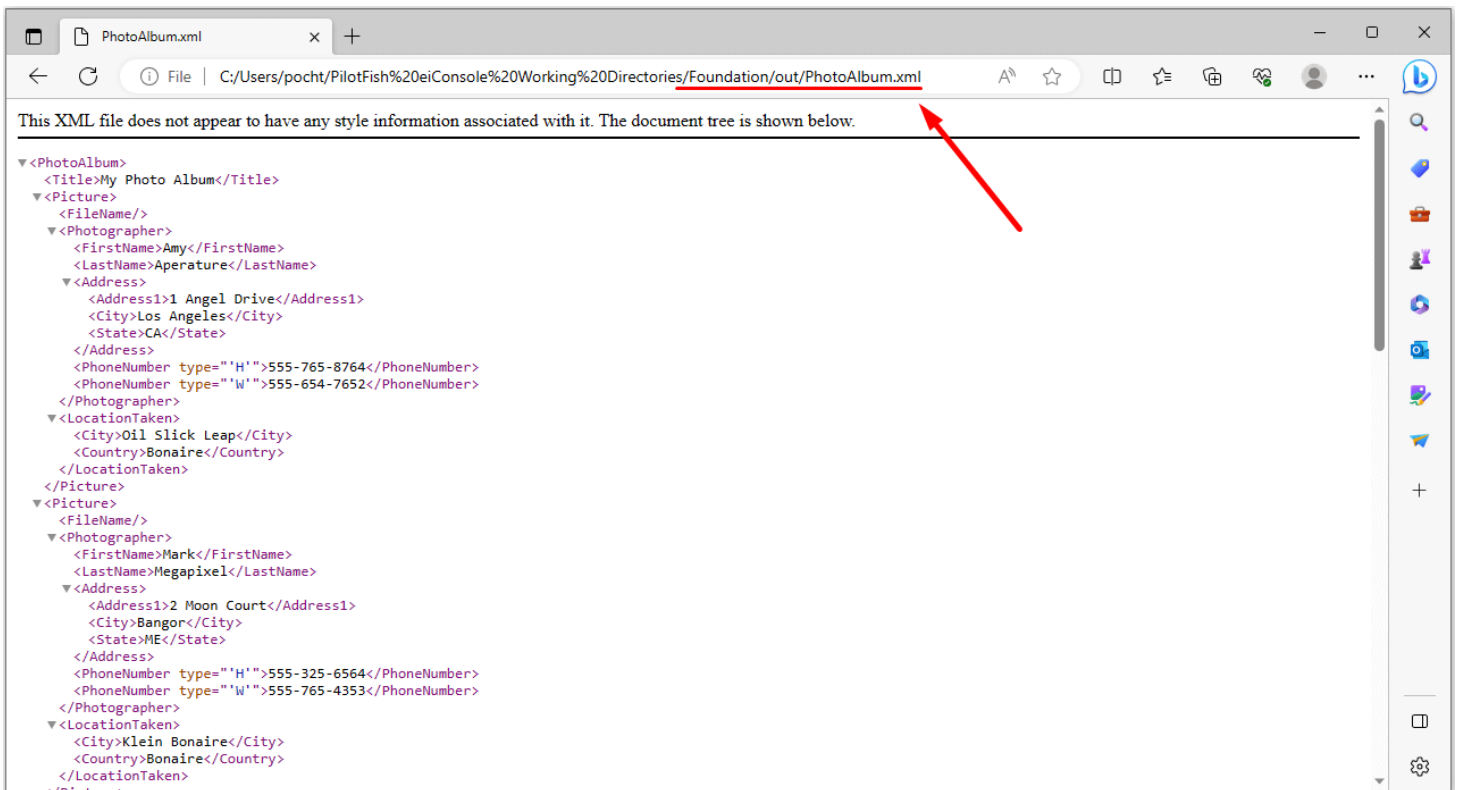 PhotoAlbum.xml
File C:/Users/pocht/PilotFish%20eiConsole%20Working%20Directories/Foundation/out/PhotoAlbum.xml
This XML file does not appear to have any style information associated with it. The document tree is shown below.
▼<PhotoAlbum>
<Title>My Photo Album</Title>
▼<Picture>
<FileName/>
▼<Photographer>
<FirstName>Amy</FirstName>
<LastName>Aperature</LastName>
▼<Address>
<Address1>1 Angel Drive</Address1>
<City>Los Angeles</City>
<State>CA</State>
</Address>
<PhoneNumber type="'H'">555-765-8764</PhoneNumber>
<PhoneNumber type="'W'">555-654-7652</PhoneNumber>
</Photographer>
▼<LocationTaken>
<City>Oil Slick Leap</City>
<Country>Bonaire</Country>
</LocationTaken>
</Picture>
▼<Picture>
<FileName/>
▼<Photographer>
<FirstName>Mark</FirstName>
<LastName>Megapixel</LastName>
▼<Address>
<Address1>2 Moon Court</Address1>
<City>Bangor</City>
<State>ME</State>
</Address>
<PhoneNumber type="'H'">555-325-6564</PhoneNumber>
<PhoneNumber type="'W'">555-765-4353</PhoneNumber>
</Photographer>
▼<LocationTaken>
<City>Klein Bonaire</City>
<Country>Bonaire</Country>
</LocationTaken>